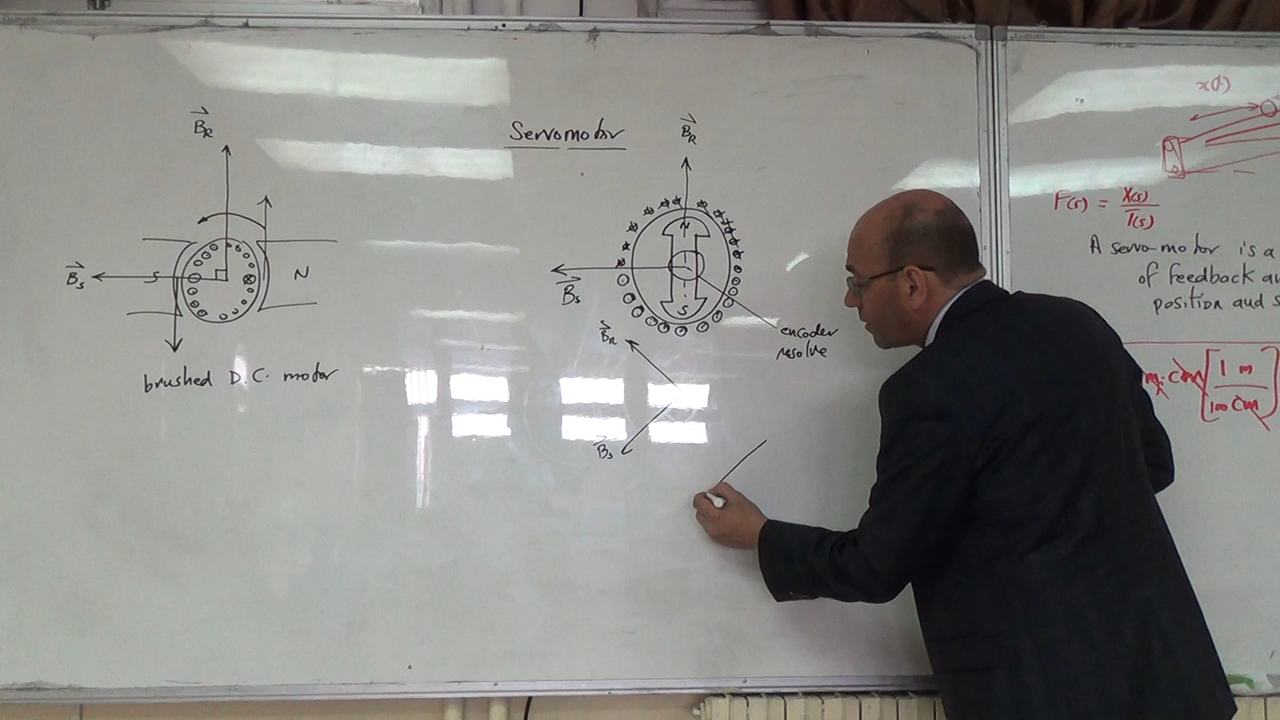 Servomotor
B_R
B_s
S
N
brushed D.C. motor
B_R
N
S
B_s
encoder
resolve
B_R
B_s
x(t)
F(s) = X(s)/T(s)
A servo-motor is a
of feedback
position and s
cm [1 m / 100 cm]